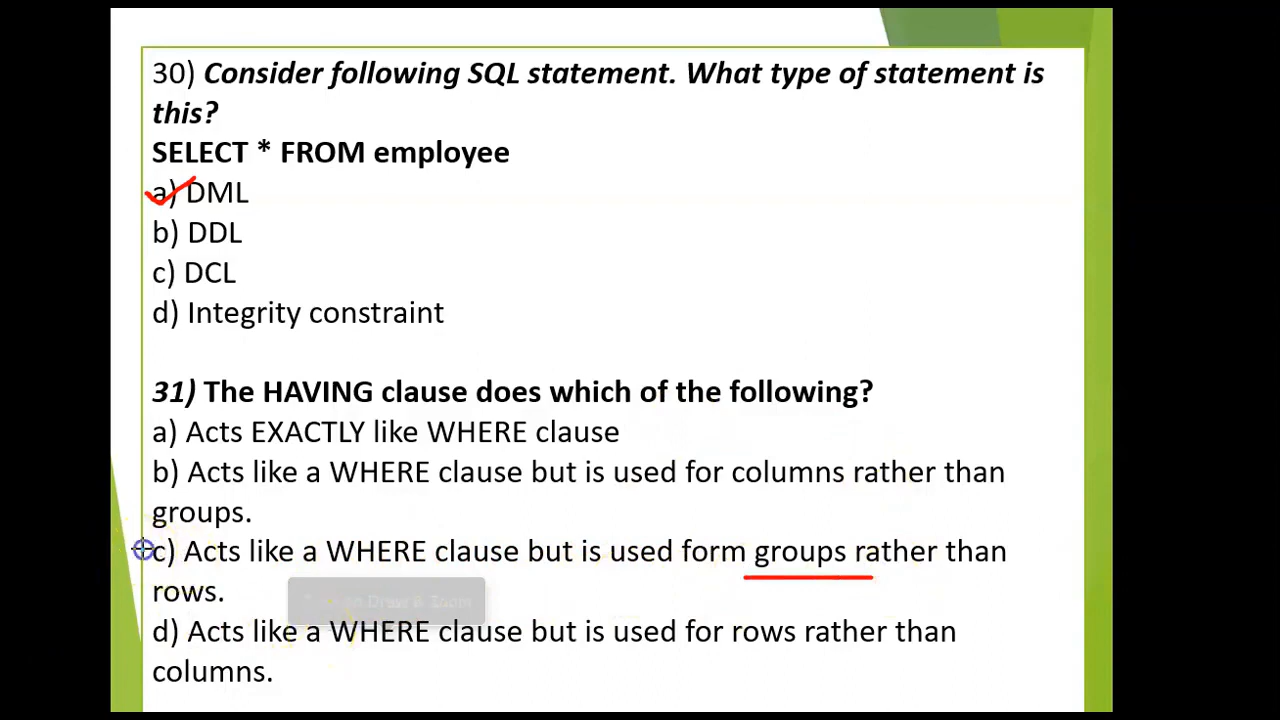 30) Consider following SQL statement. What type of statement is
this?
SELECT * FROM employee
a) DML
b) DDL
c) DCL
d) Integrity constraint
31) The HAVING clause does which of the following?
a) Acts EXACTLY like WHERE clause
b) Acts like a WHERE clause but is used for columns rather than
groups.
c) Acts like a WHERE clause but is used form groups rather than
rows.
Draw & Zoom
d) Acts like a WHERE clause but is used for rows rather than
columns.